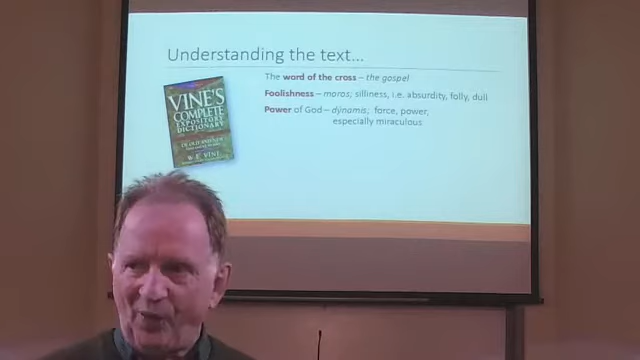 Understanding the text...
The word of the cross – the gospel
Foolishness – moros; silliness, i.e. absurdity, folly, dull
Power of God – dynamis; force, power,
especially miraculous
VINE'S
COMPLETE
EXPOSITORY
DICTIONARY
W.E. VINE